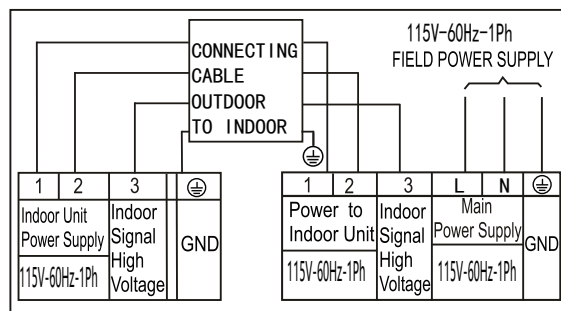 115V-60Hz-1Ph
FIELD POWER SUPPLY
CONNECTING
CABLE
OUTDOOR
TO INDOOR
1 2 3
Indoor Unit
Power Supply
115V-60Hz-1Ph
Indoor
Signal
High
Voltage
GND
1 2 3 L N
Power to
Indoor Unit
115V-60Hz-1Ph
Indoor
Signal
High
Voltage
Main
Power Supply
115V-60Hz-1Ph
GND